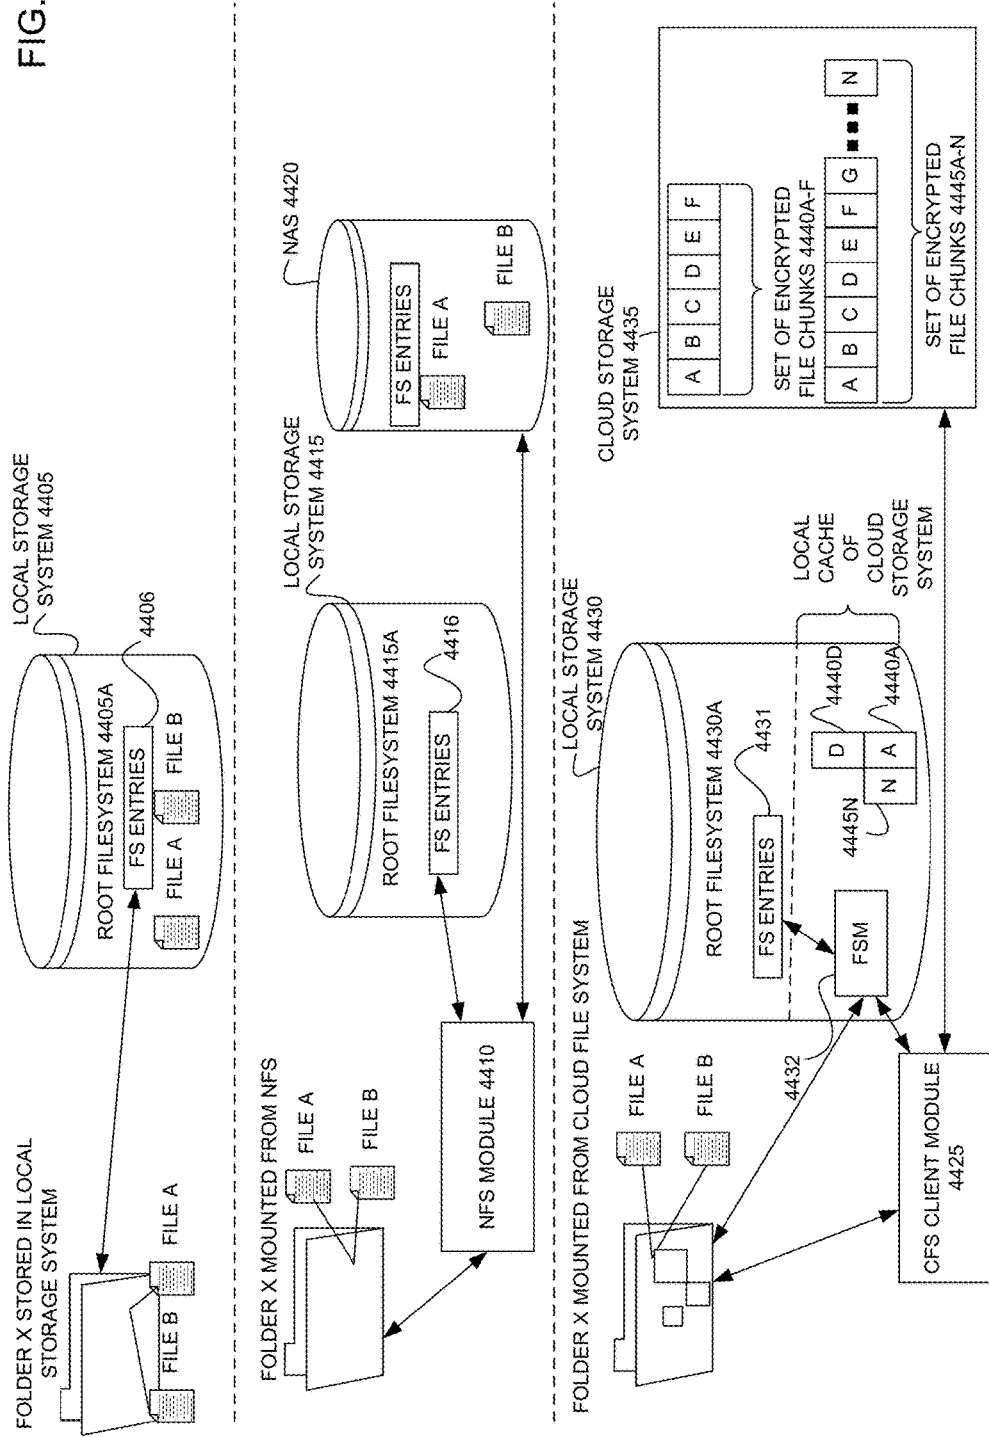 FIG.
FOLDER X STORED IN LOCAL
STORAGE SYSTEM
FILE B
FILE A
LOCAL STORAGE
SYSTEM 4405
ROOT FILESYSTEM 4405A
4406
FS ENTRIES
FILE A
FILE B
FOLDER X MOUNTED FROM NFS
FILE A
FILE B
NFS MODULE 4410
LOCAL STORAGE
SYSTEM 4415
ROOT FILESYSTEM 4415A
4416
FS ENTRIES
NAS 4420
FS ENTRIES
FILE A
FILE B
FOLDER X MOUNTED FROM CLOUD FILE SYSTEM
FILE A
FILE B
CFS CLIENT MODULE
4425
LOCAL STORAGE
SYSTEM 4430
ROOT FILESYSTEM 4430A
4431
FS ENTRIES
4432
FSM
4445N
N
D
A
4440D
4440A
LOCAL
CACHE
OF
CLOUD
STORAGE
SYSTEM
CLOUD STORAGE
SYSTEM 4435
A B C D E F
SET OF ENCRYPTED
FILE CHUNKS 4440A-F
A B C D E F G N
SET OF ENCRYPTED
FILE CHUNKS 4445A-N